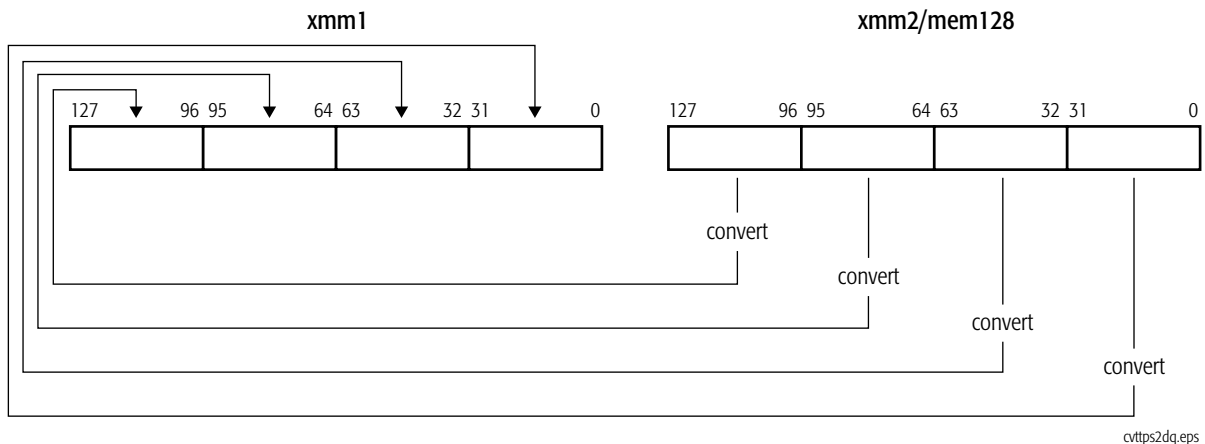 xmm1 xmm2/mem128
127 96 95 64 63 32 31 0 127 96 95 64 63 32 31 0
convert
convert
convert
convert
cvttps2dq.eps